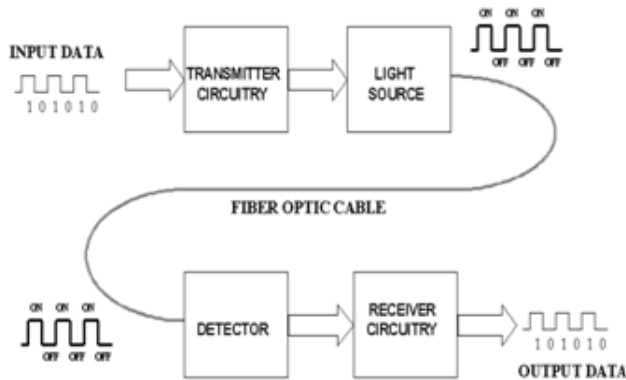 ON ON ON
INPUT DATA
OFF OFF OFF
1 0 1 0 1 0
TRANSMITTER
CIRCUITRY
LIGHT
SOURCE
FIBER OPTIC CABLE
ON ON ON
OFF OFF OFF
DETECTOR
RECEIVER
CIRCUITRY
1 0 1 0 1 0
OUTPUT DATA